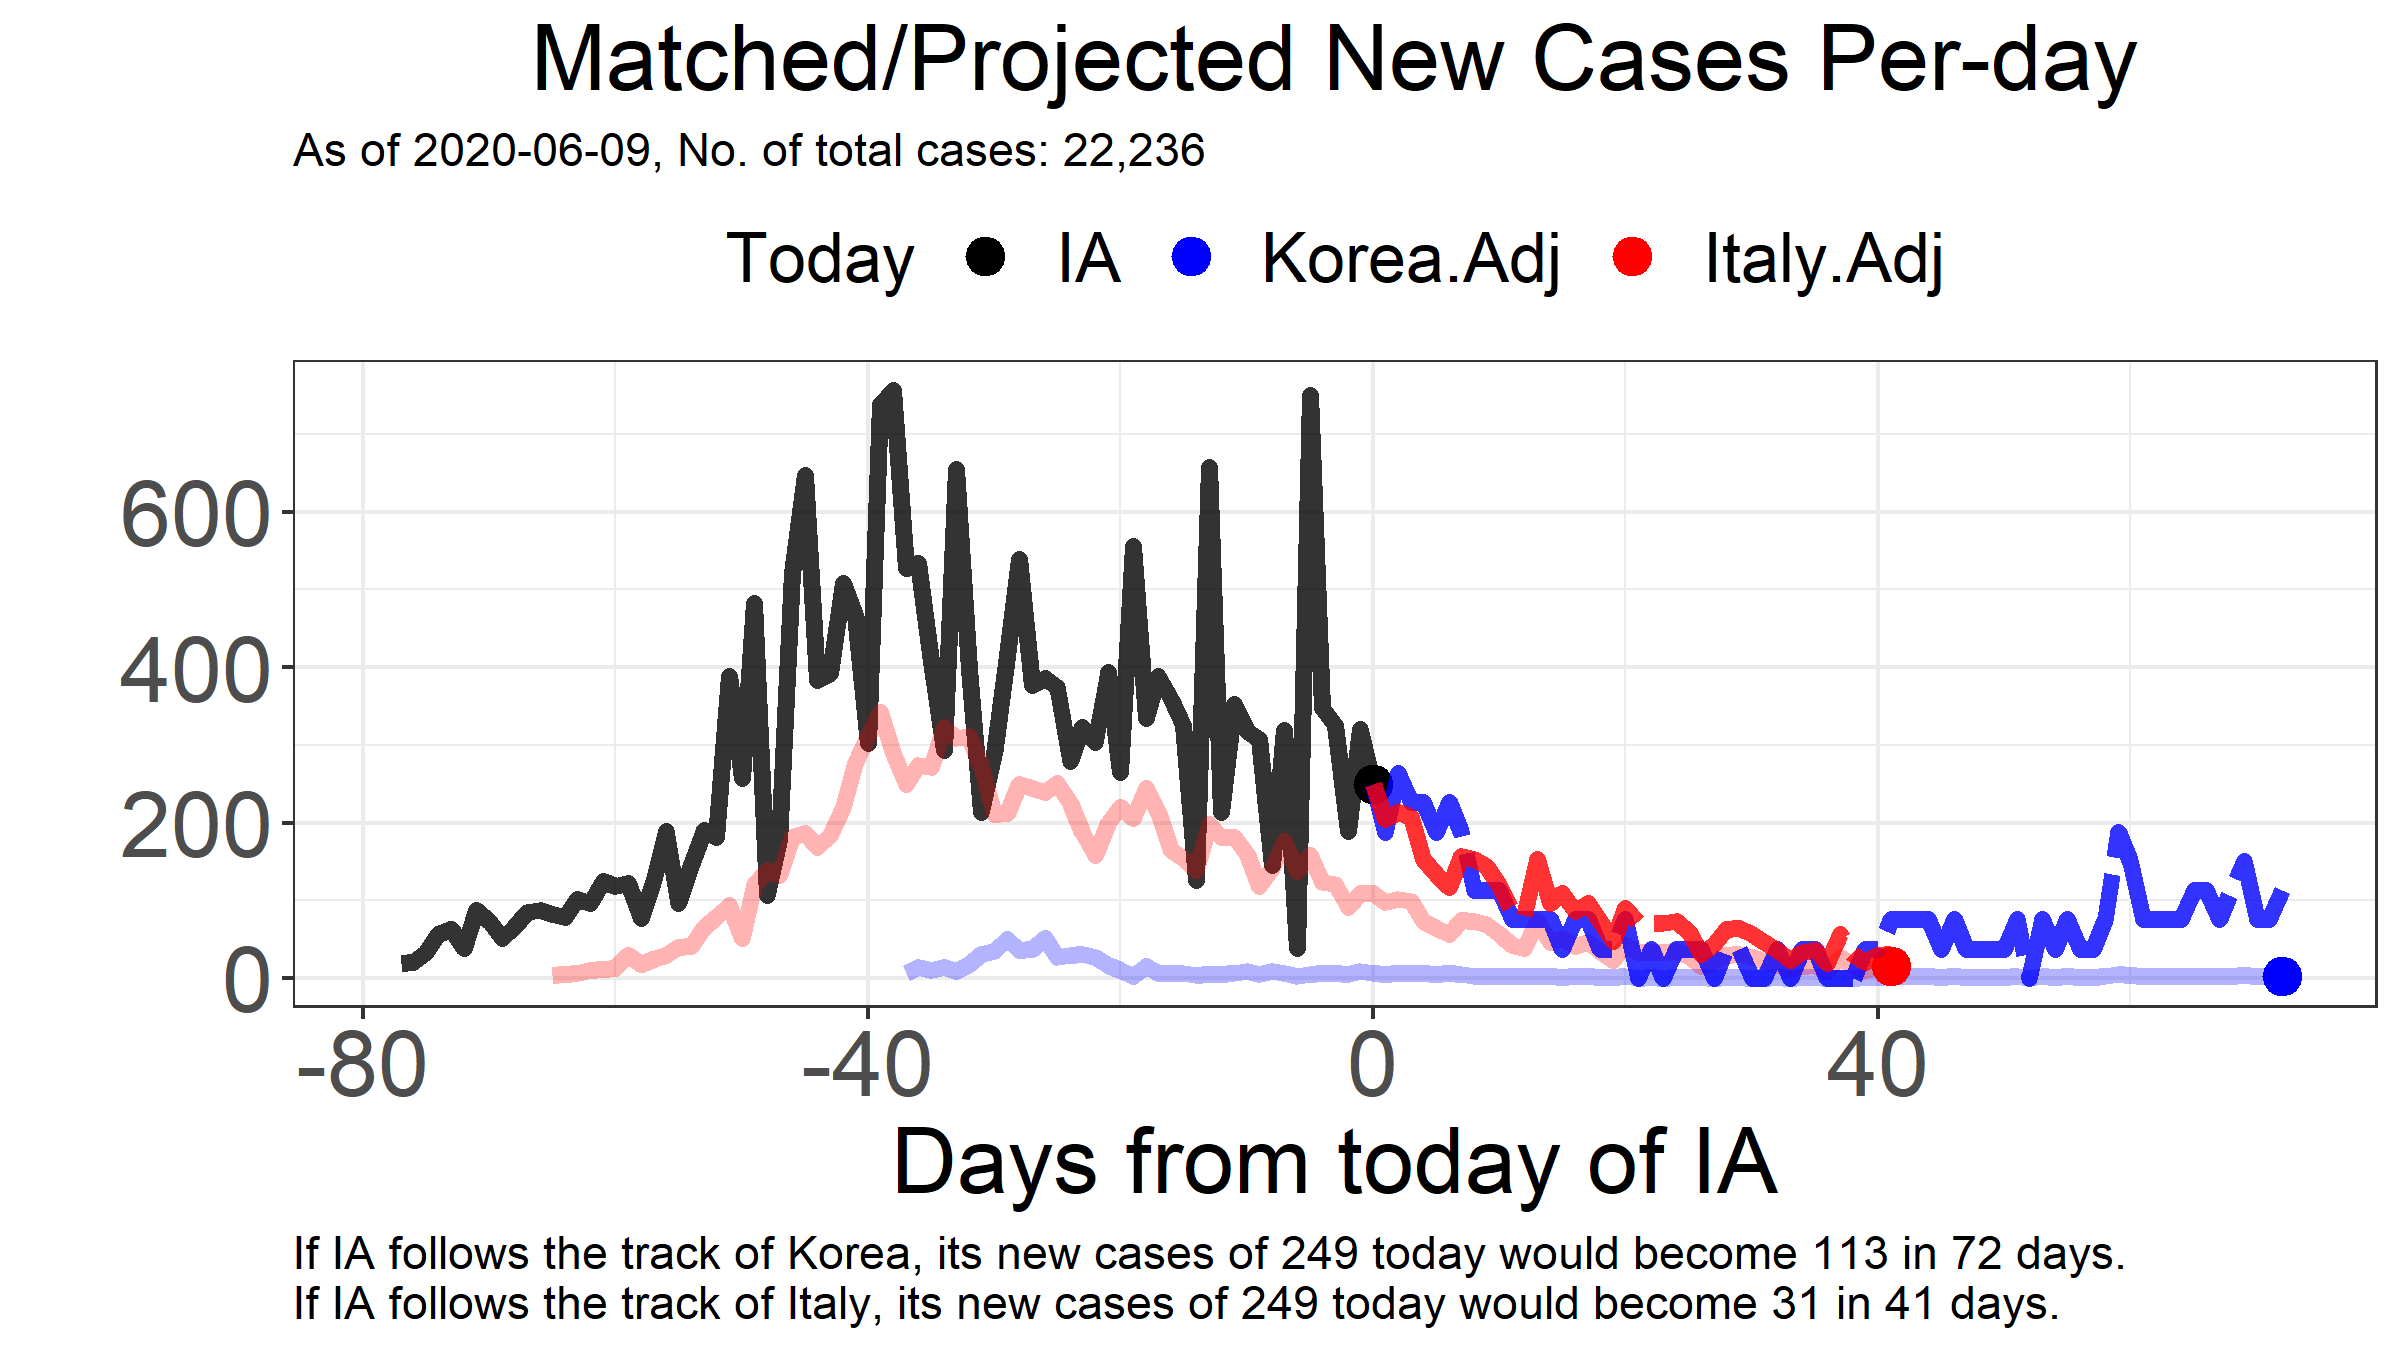 Matched/Projected New Cases Per-day
As of 2020-06-09, No. of total cases: 22,236
Today IA Korea.Adj Italy.Adj
600
400
200
0
-80 -40 0 40
Days from today of IA
If IA follows the track of Korea, its new cases of 249 today would become 113 in 72 days.
If IA follows the track of Italy, its new cases of 249 today would become 31 in 41 days.